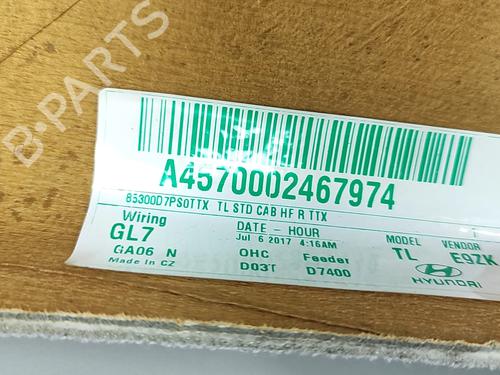 B-PARTS
A4570002467974
85300D7PS0TTX TL STD CAB HF R TTX
Wiring DATE - HOUR MODEL VENDOR
GL7 Jul 6 2017 4:16AM TL E9ZK
GA06 N OHC Feeder HYUNDAI
Made in CZ D03T D7400